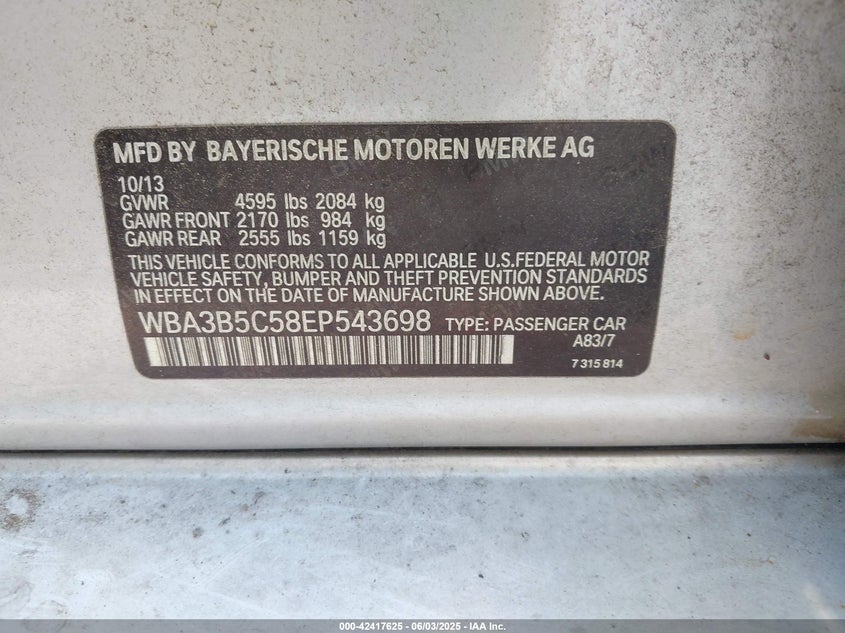 MFD BY BAYERISCHE MOTOREN WERKE AG
10/13
GVWR 4595 lbs 2084 kg
GAWR FRONT 2170 lbs 984 kg
GAWR REAR 2555 lbs 1159 kg
THIS VEHICLE CONFORMS TO ALL APPLICABLE U.S.FEDERAL MOTOR
VEHICLE SAFETY, BUMPER AND THEFT PREVENTION STANDARDS
IN EFFECT ON THE DATE OF MANUFACTURE SHOWN ABOVE.
WBA3B5C58EP543698 TYPE: PASSENGER CAR
A83/7
7 315 814
000-42417625 - 06/03/2025 - IAA Inc.